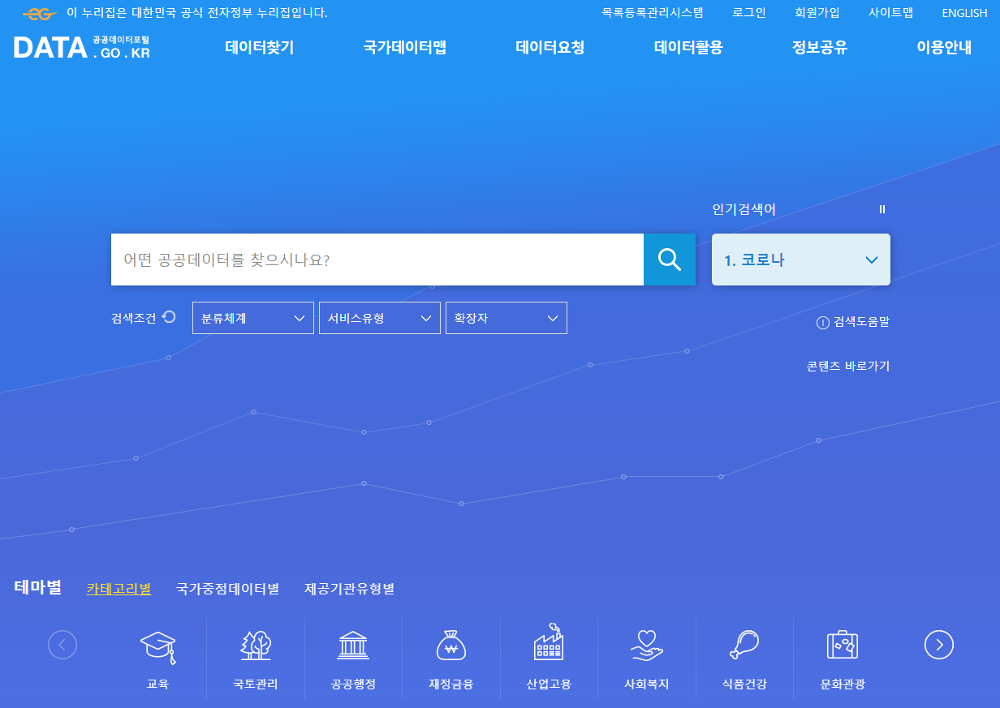 이 누리집은 대한민국 공식 전자정부 누리집입니다.
목록등록관리시스템 로그인 회원가입 사이트맵 ENGLISH
DATA 공공데이터포털 . GO . KR
데이터찾기 국가데이터맵 데이터요청 데이터활용 정보공유 이용안내
인기검색어
어떤 공공데이터를 찾으시나요?
1. 코로나
검색조건 분류체계 서비스유형 확장자
검색도움말
콘텐츠 바로가기
테마별 카테고리별 국가중점데이터별 제공기관유형별
교육 국토관리 공공행정 재정금융 산업고용 사회복지 식품건강 문화관광